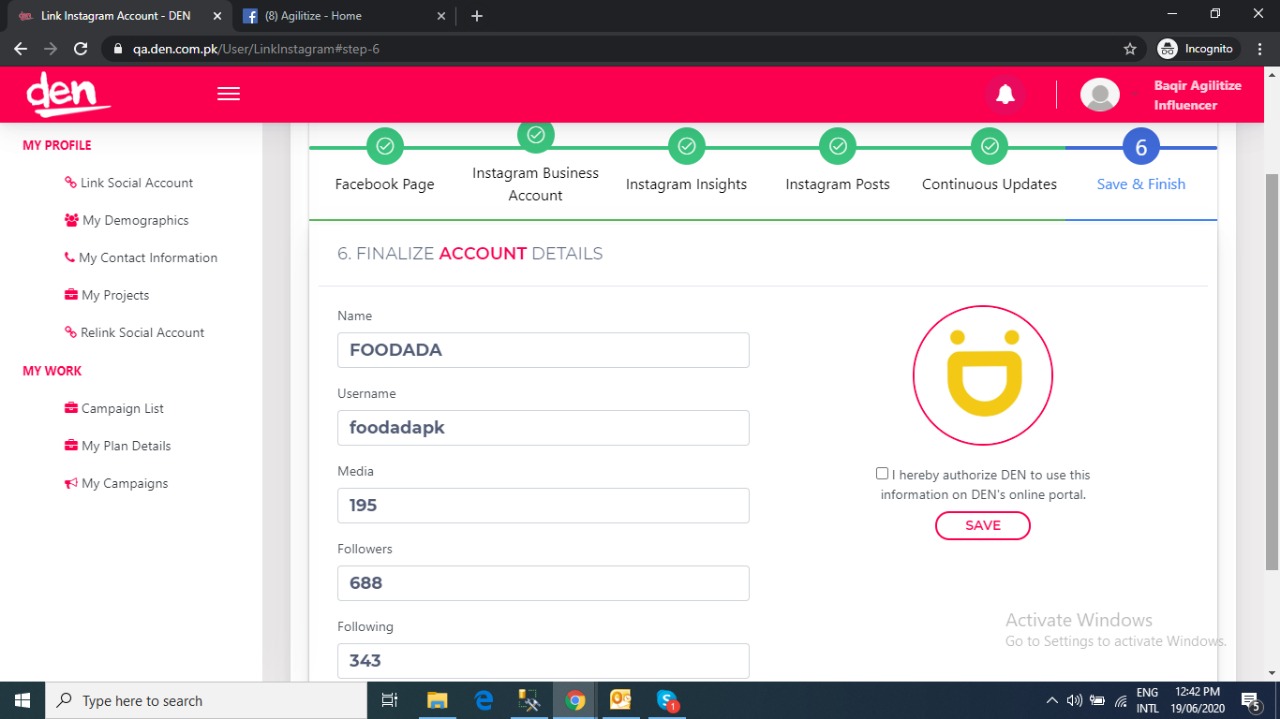 Link Instagram Account - DEN
(8) Agilitize - Home
qa.den.com.pk/User/LinkInstagram#step-6
Incognito
den
Baqir Agilitize
Influencer
MY PROFILE
Link Social Account
My Demographics
My Contact Information
My Projects
Relink Social Account
MY WORK
Campaign List
My Plan Details
My Campaigns
Facebook Page
Instagram Business
Account
Instagram Insights
Instagram Posts
Continuous Updates
6
Save & Finish
6. FINALIZE ACCOUNT DETAILS
Name
FOODADA
Username
foodadapk
Media
195
Followers
688
Following
343
I hereby authorize DEN to use this
information on DEN's online portal.
SAVE
Activate Windows
Go to Settings to activate Windows.
Type here to search
1
ENG
INTL
12:42 PM
19/06/2020
5